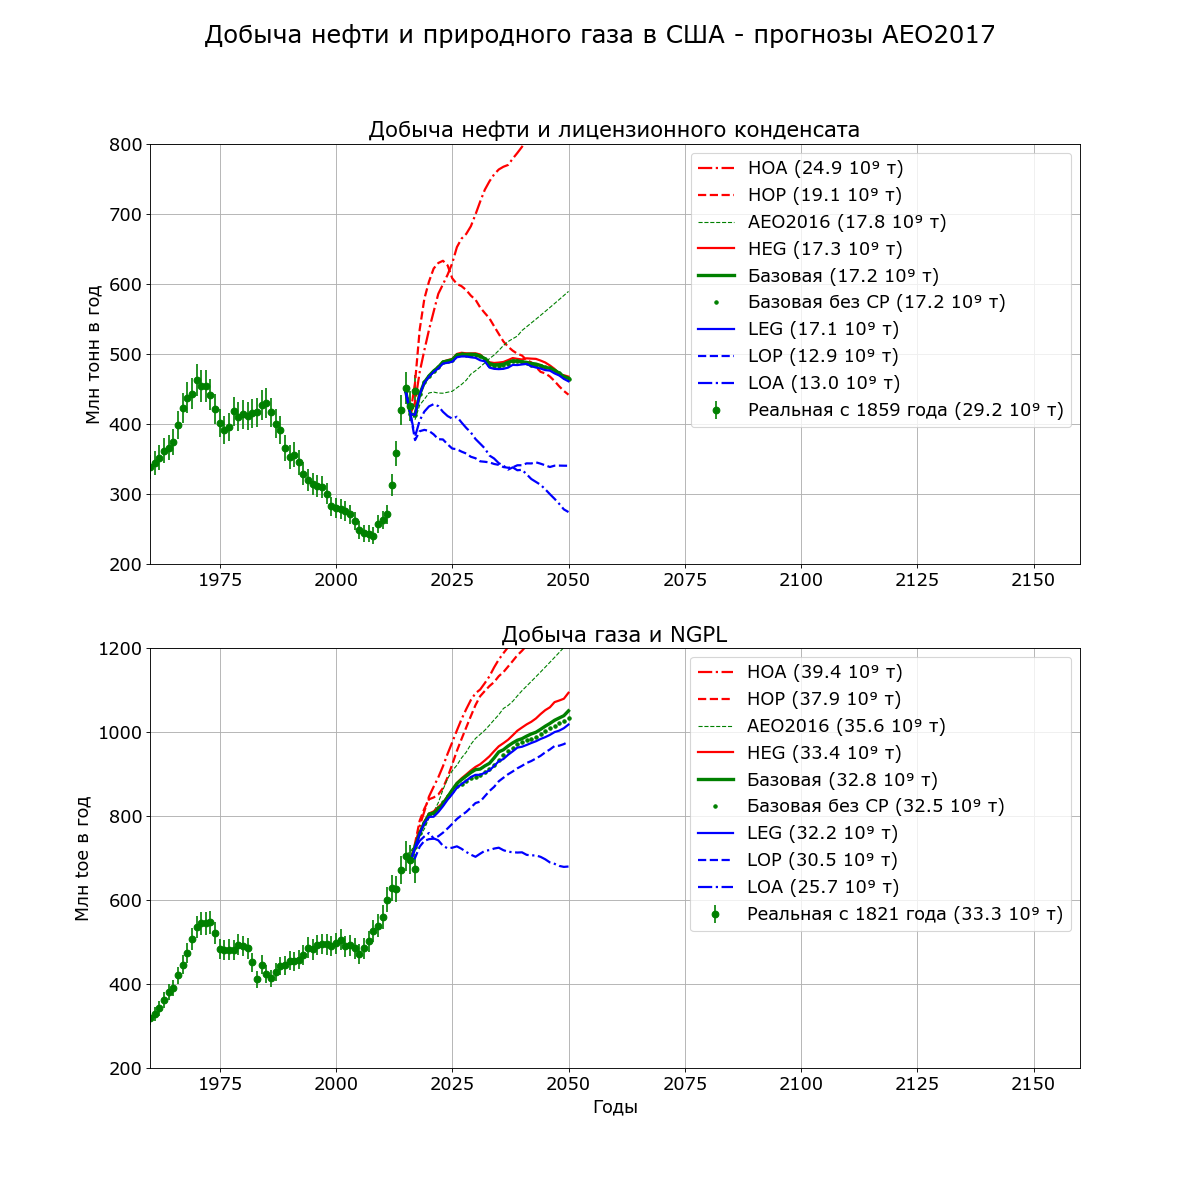 Добыча нефти и природного газа в США - прогнозы AEO2017
Добыча нефти и лицензионного конденсата
Млн тонн в год
800
700
600
500
400
300
200
1975
2000
2025
2050
2075
2100
2125
2150
HOA (24.9 10⁹ т)
HOP (19.1 10⁹ т)
AEO2016 (17.8 10⁹ т)
HEG (17.3 10⁹ т)
Базовая (17.2 10⁹ т)
Базовая без CP (17.2 10⁹ т)
LEG (17.1 10⁹ т)
LOP (12.9 10⁹ т)
LOA (13.0 10⁹ т)
Реальная с 1859 года (29.2 10⁹ т)
Добыча газа и NGPL
Млн toe в год
1200
1000
800
600
400
200
1975
2000
2025
2050
2075
2100
2125
2150
Годы
HOA (39.4 10⁹ т)
HOP (37.9 10⁹ т)
AEO2016 (35.6 10⁹ т)
HEG (33.4 10⁹ т)
Базовая (32.8 10⁹ т)
Базовая без CP (32.5 10⁹ т)
LEG (32.2 10⁹ т)
LOP (30.5 10⁹ т)
LOA (25.7 10⁹ т)
Реальная с 1821 года (33.3 10⁹ т)